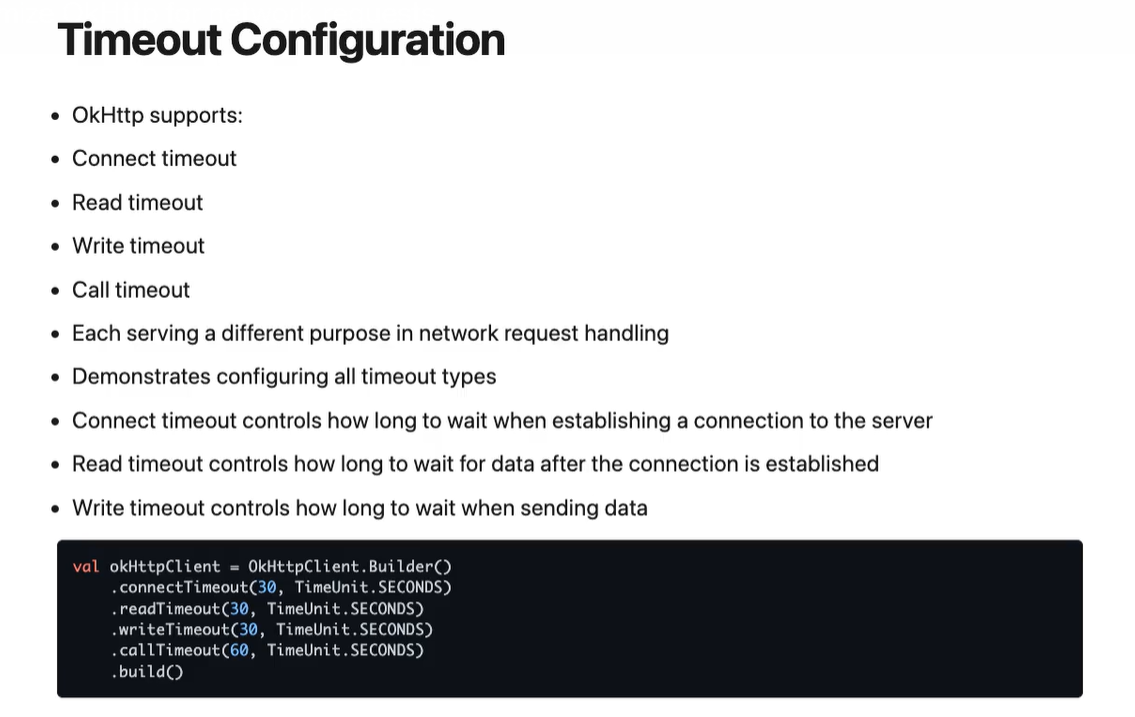 Timeout Configuration
• OkHttp supports:
• Connect timeout
• Read timeout
• Write timeout
• Call timeout
• Each serving a different purpose in network request handling
• Demonstrates configuring all timeout types
• Connect timeout controls how long to wait when establishing a connection to the server
• Read timeout controls how long to wait for data after the connection is established
• Write timeout controls how long to wait when sending data
val okHttpClient = OkHttpClient.Builder()
    .connectTimeout(30, TimeUnit.SECONDS)
    .readTimeout(30, TimeUnit.SECONDS)
    .writeTimeout(30, TimeUnit.SECONDS)
    .callTimeout(60, TimeUnit.SECONDS)
    .build()